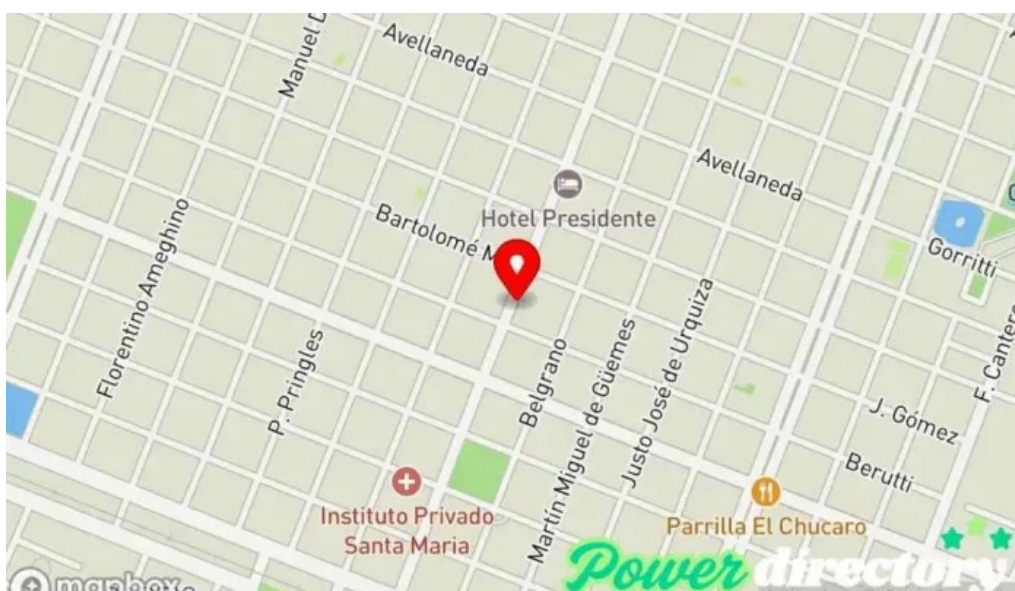 Manuel D
Avellaneda
Avellaneda
Hotel Presidente
Bartolomé M
Florentino Ameghino
Gorritti
P. Pringles
Belgrano
Martín Miguel de Güemes
Justo José de Urquiza
F. Cantero
J. Gómez
Berutti
Instituto Privado
Santa Maria
Parrilla El Chucaro
Power directory
mapbox